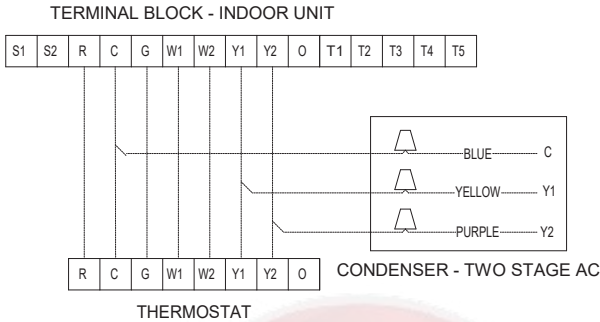 TERMINAL BLOCK - INDOOR UNIT
S1 S2 R C G W1 W2 Y1 Y2 O T1 T2 T3 T4 T5
BLUE C
YELLOW Y1
PURPLE Y2
CONDENSER - TWO STAGE AC
R C G W1 W2 Y1 Y2 O
THERMOSTAT